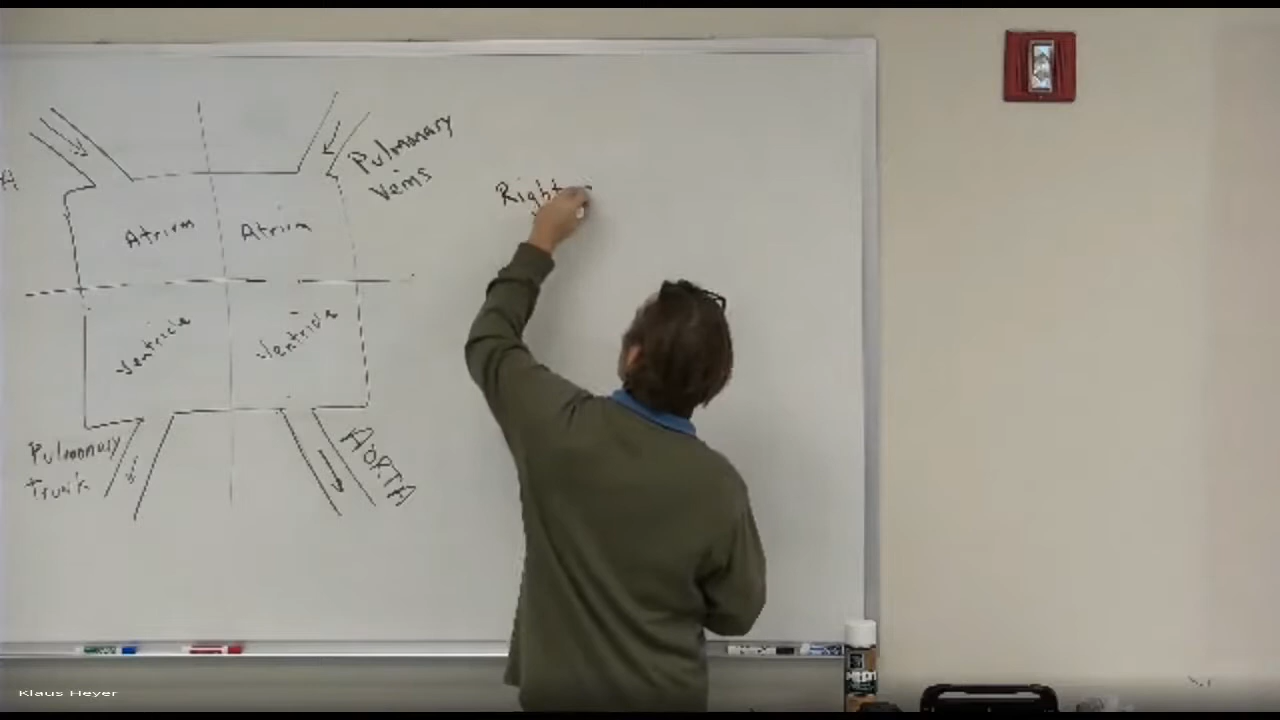 Pulmonary
Veins
Right
Atrium
Atrium
Ventricle
Ventricle
Pulmonary
Trunk
AORTA
Klaus Heyer